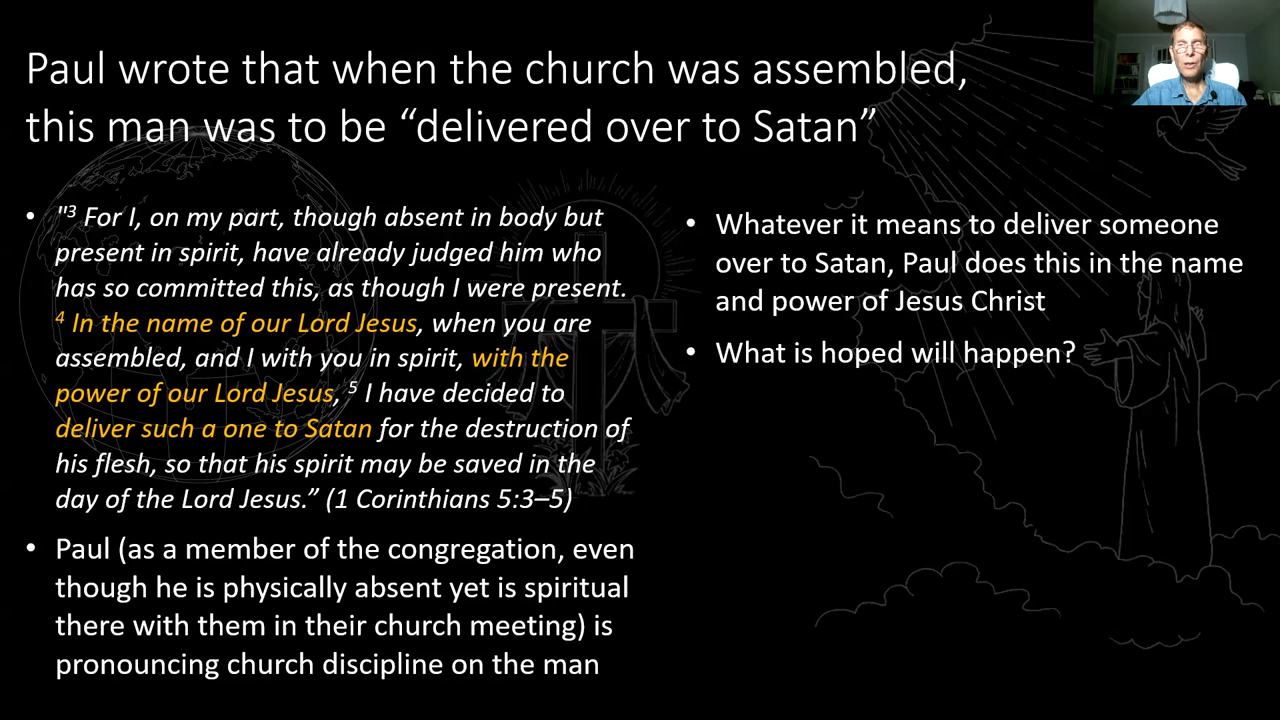 Paul wrote that when the church was assembled,
this man was to be “delivered over to Satan”
• "³ For I, on my part, though absent in body but
present in spirit, have already judged him who
has so committed this, as though I were present.
⁴ In the name of our Lord Jesus, when you are
assembled, and I with you in spirit, with the
power of our Lord Jesus, ⁵ I have decided to
deliver such a one to Satan for the destruction of
his flesh, so that his spirit may be saved in the
day of the Lord Jesus.” (1 Corinthians 5:3–5)
• Paul (as a member of the congregation, even
though he is physically absent yet is spiritual
there with them in their church meeting) is
pronouncing church discipline on the man
• Whatever it means to deliver someone
over to Satan, Paul does this in the name
and power of Jesus Christ
• What is hoped will happen?